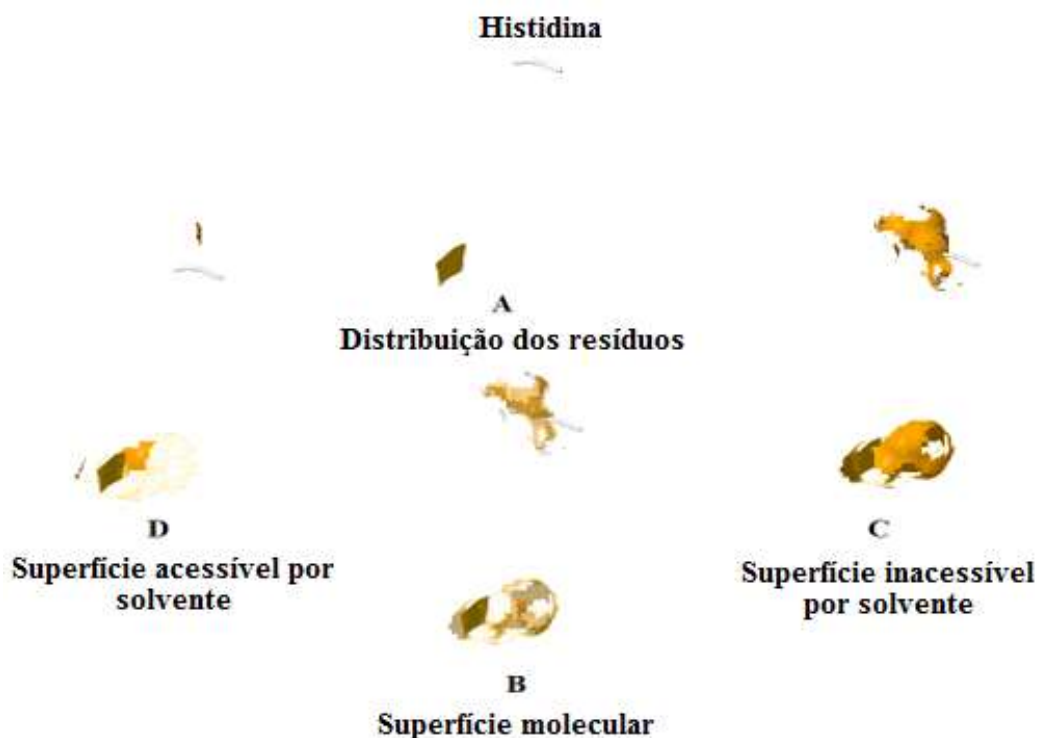 Histidina
A
Distribuição dos resíduos
D
Superfície acessível por
solvente
C
Superfície inacessível
por solvente
B
Superfície molecular